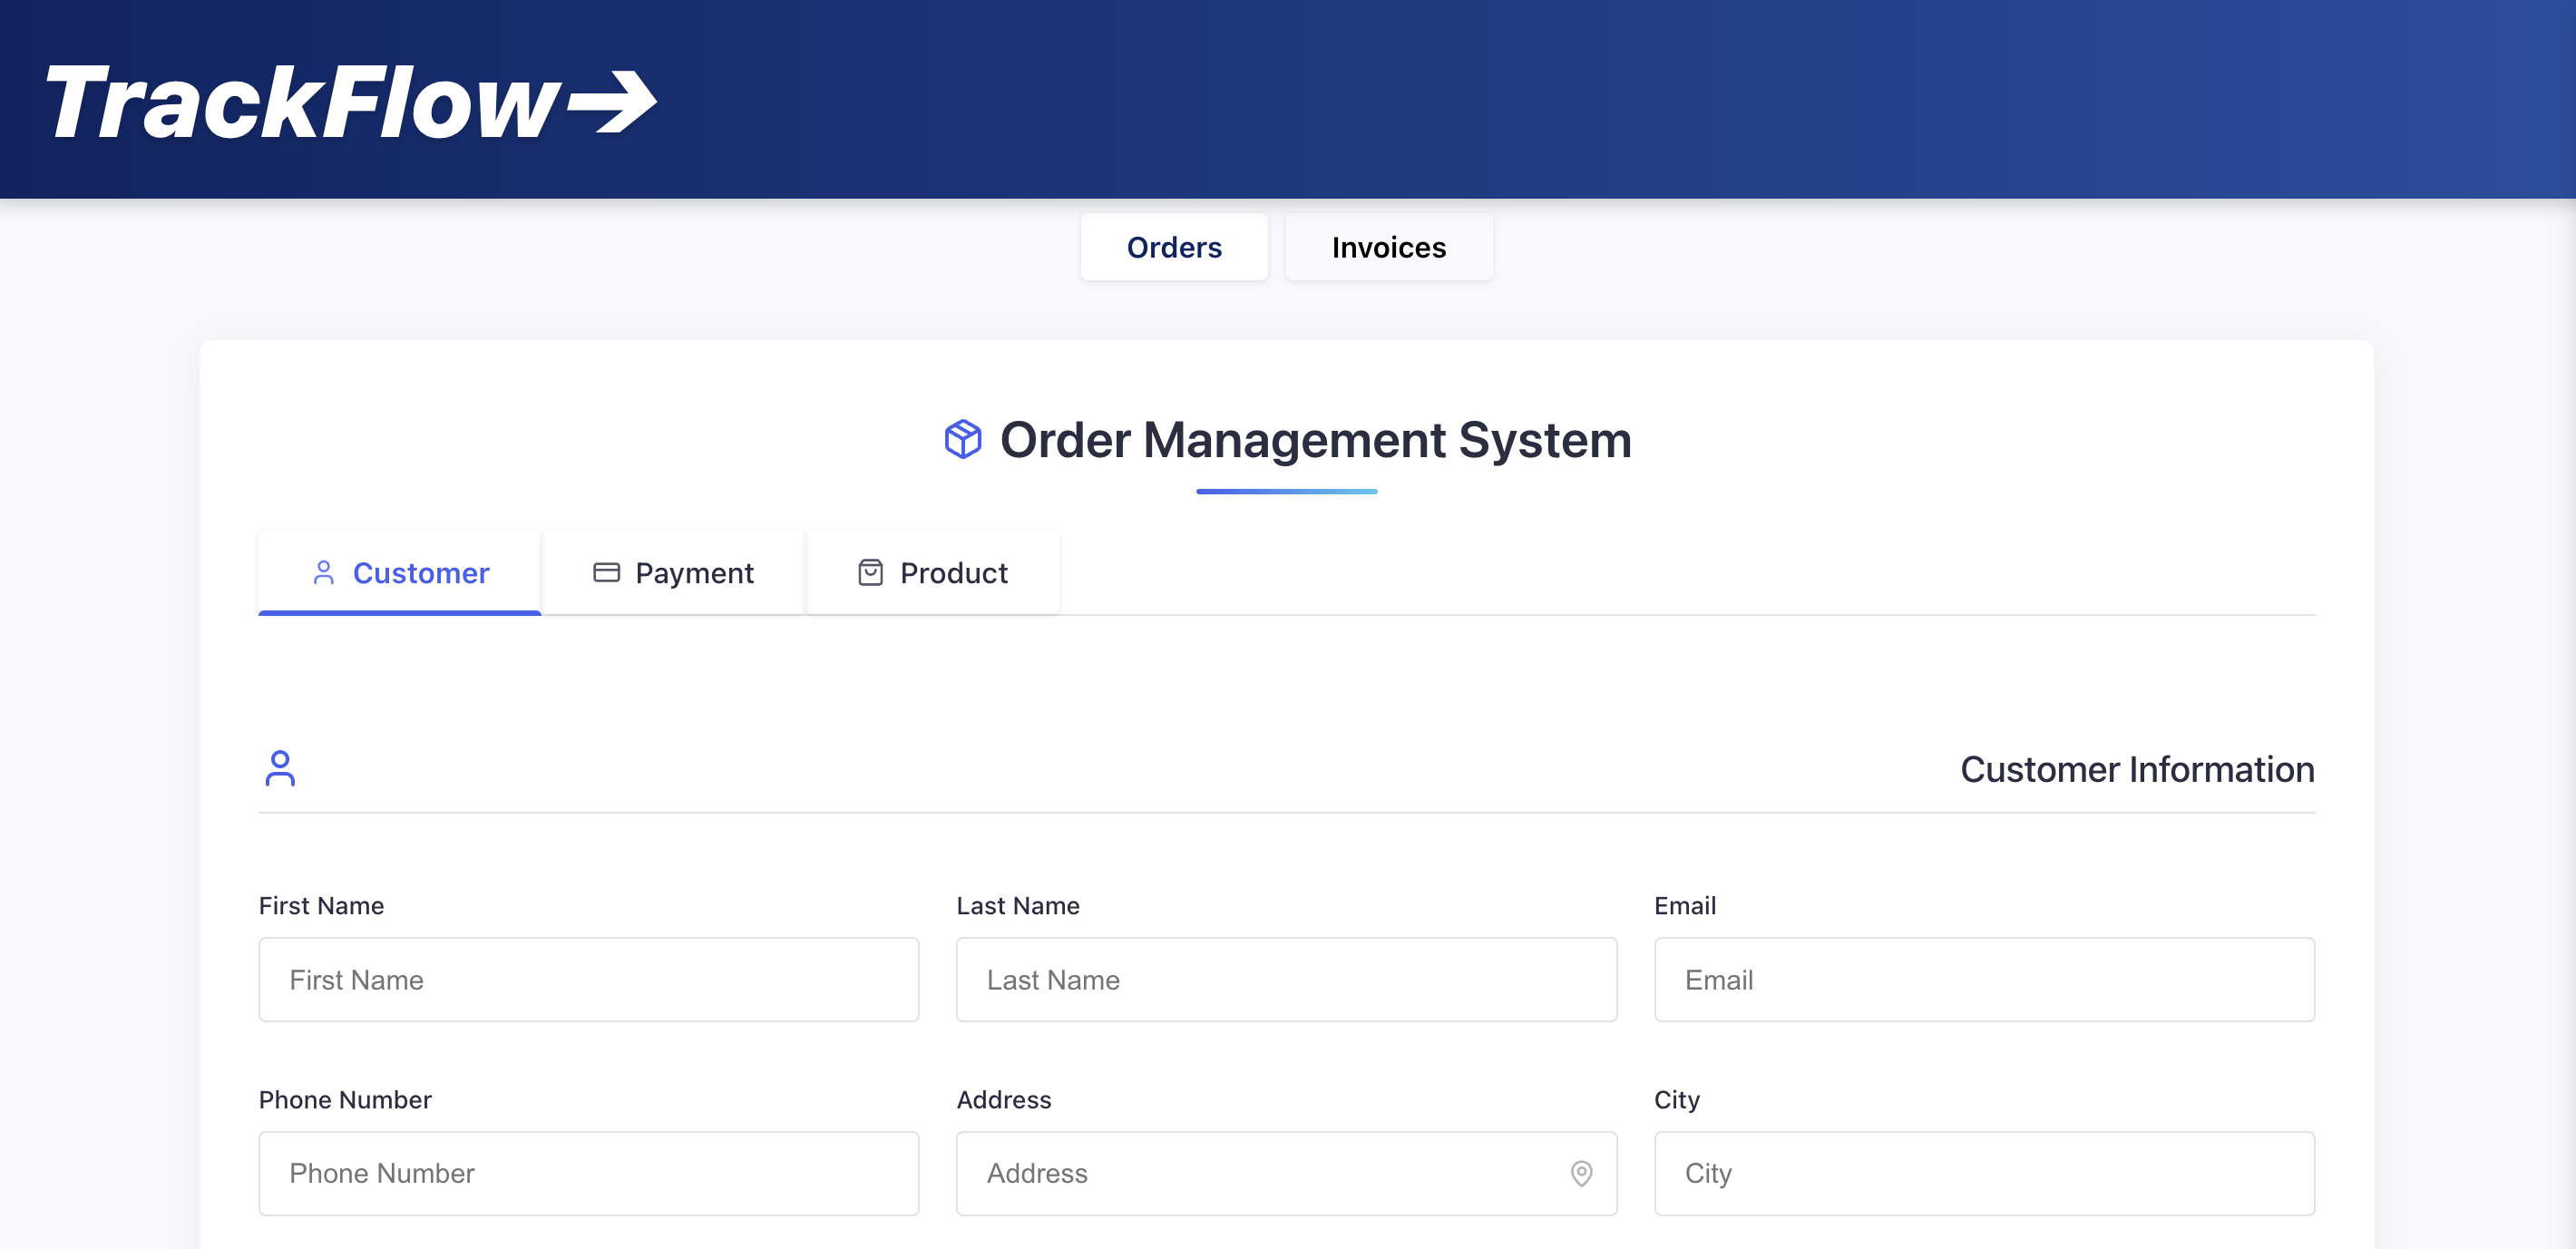 TrackFlow→
Orders Invoices
Order Management System
Customer Payment Product
Customer Information
First Name Last Name Email
First Name Last Name Email
Phone Number Address City
Phone Number Address City